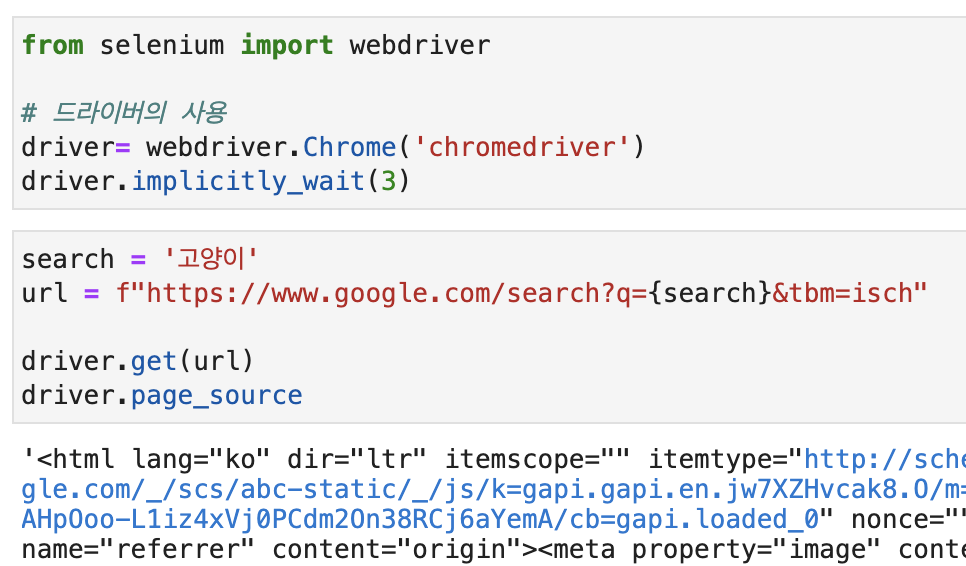 from selenium import webdriver
# 드라이버의 사용
driver= webdriver.Chrome('chromedriver')
driver.implicitly_wait(3)
search = '고양이'
url = f"https://www.google.com/search?q={search}&tbm=isch"
driver.get(url)
driver.page_source
'<html lang="ko" dir="ltr" itemscope="" itemtype="http://sche
gle.com/_/scs/abc-static/_/js/k=gapi.gapi.en.jw7XZHvcak8.O/m=
AHpOoo-L1iz4xVj0PCdm2On38RCj6aYemA/cb=gapi.loaded_0" nonce=""
name="referrer" content="origin"><meta property="image" conte